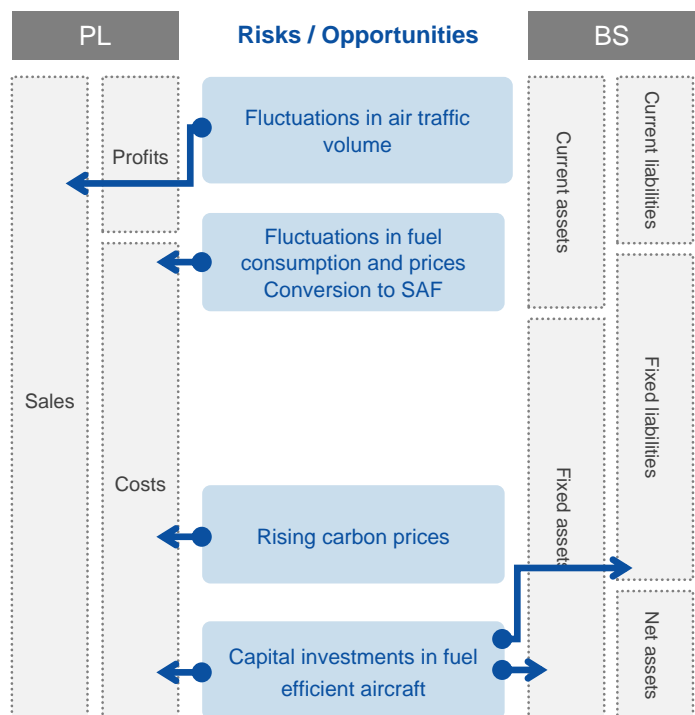 PL
Risks / Opportunities
BS
Fluctuations in air traffic
volume
Profits
Current assets
Current liabilities
Fluctuations in fuel
consumption and prices
Conversion to SAF
Sales
Costs
Fixed assets
Fixed liabilities
Rising carbon prices
Capital investments in fuel
efficient aircraft
Net assets